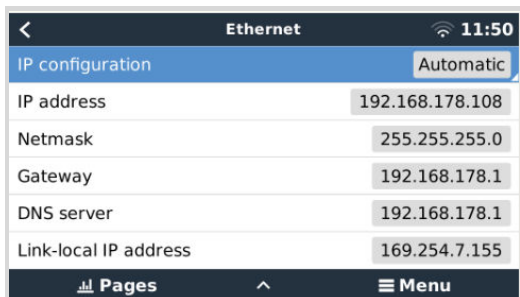 Ethernet 11:50
IP configuration Automatic
IP address 192.168.178.108
Netmask 255.255.255.0
Gateway 192.168.178.1
DNS server 192.168.178.1
Link-local IP address 169.254.7.155
Pages Menu